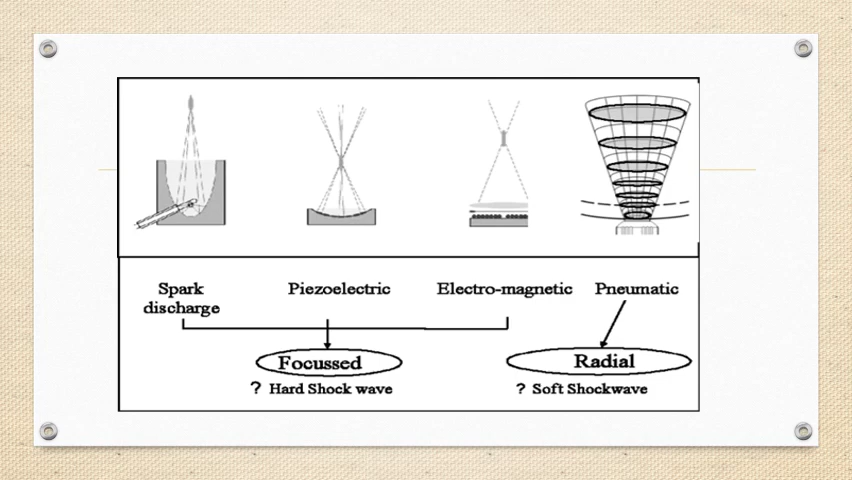 Spark
discharge
Piezoelectric
Electro-magnetic
Pneumatic
Focussed
Radial
? Hard Shock wave
? Soft Shockwave